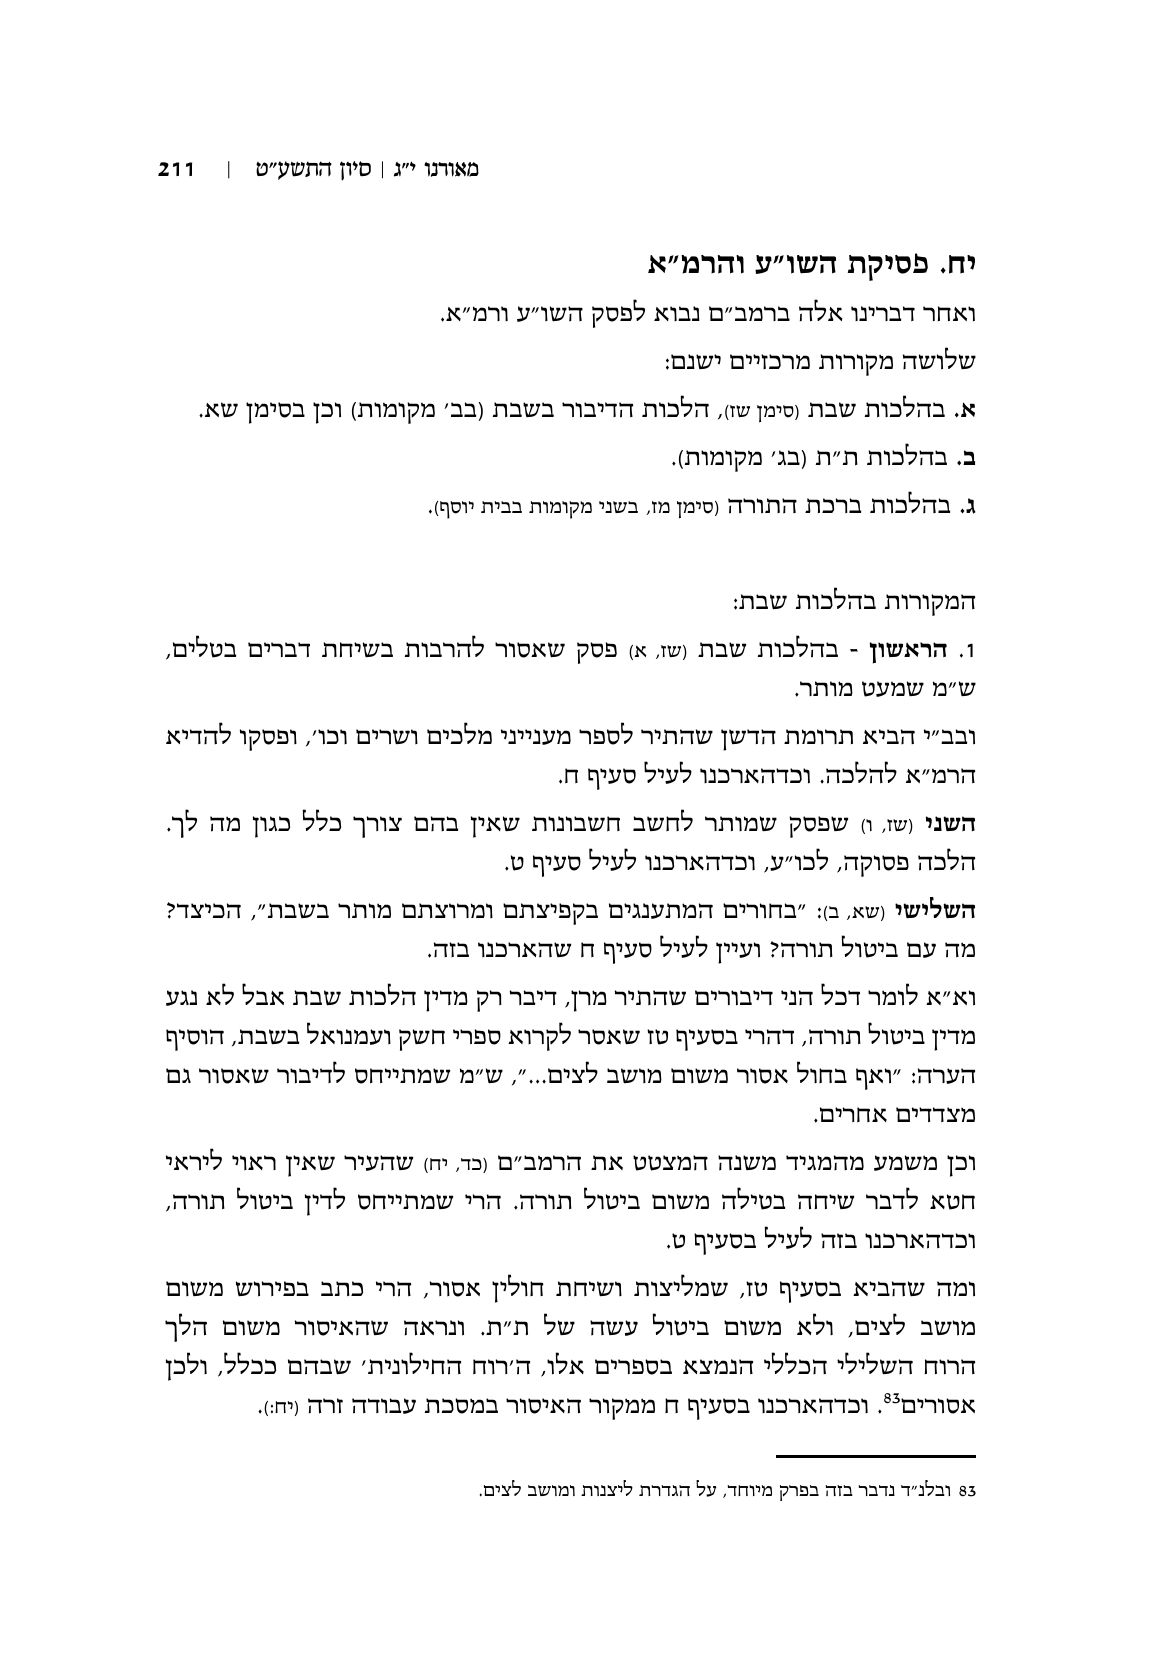 מאורנו י״ג | סיון התשע״ט | 211
יח. פסיקת השו״ע והרמ״א
ואחר דברינו אלה ברמב״ם נבוא לפסק השו״ע ורמ״א.
שלושה מקורות מרכזיים ישנם:
א. בהלכות שבת (סימן שז), הלכות הדיבור בשבת (בב׳ מקומות) וכן בסימן שא.
ב. בהלכות ת״ת (בג׳ מקומות).
ג. בהלכות ברכת התורה (סימן מז, בשני מקומות בבית יוסף).
המקורות בהלכות שבת:
1. הראשון - בהלכות שבת (שז, א) פסק שאסור להרבות בשיחת דברים בטלים,
ש״מ שמעט מותר.
ובב״י הביא תרומת הדשן שהתיר לספר מענייני מלכים ושרים וכו׳, ופסקו להדיא
הרמ״א להלכה. וכדהארכנו לעיל סעיף ח.
השני (שז, ו) שפסק שמותר לחשב חשבונות שאין בהם צורך כלל כגון מה לך.
הלכה פסוקה, לכו״ע, וכדהארכנו לעיל סעיף ט.
השלישי (שא, ב): ״בחורים המתענגים בקפיצתם ומרוצתם מותר בשבת״, הכיצד?
מה עם ביטול תורה? ועיין לעיל סעיף ח שהארכנו בזה.
וא״א לומר דכל הני דיבורים שהתיר מרן, דיבר רק מדין הלכות שבת אבל לא נגע
מדין ביטול תורה, דהרי בסעיף טז שאסר לקרוא ספרי חשק ועמנואל בשבת, הוסיף
הערה: ״ואף בחול אסור משום מושב לצים...״, ש״מ שמתייחס לדיבור שאסור גם
מצדדים אחרים.
וכן משמע מהמגיד משנה המצטט את הרמב״ם (כד, יח) שהעיר שאין ראוי ליראי
חטא לדבר שיחה בטילה משום ביטול תורה. הרי שמתייחס לדין ביטול תורה,
וכדהארכנו בזה לעיל בסעיף ט.
ומה שהביא בסעיף טז, שמליצות ושיחת חולין אסור, הרי כתב בפירוש משום
מושב לצים, ולא משום ביטול עשה של ת״ת. ונראה שהאיסור משום הלך
הרוח השלילי הכללי הנמצא בספרים אלו, ה׳רוח החילונית׳ שבהם ככלל, ולכן
אסורים83. וכדהארכנו בסעיף ח ממקור האיסור במסכת עבודה זרה (יח:).
83 ובלנ״ד נדבר בזה בפרק מיוחד, על הגדרת ליצנות ומושב לצים.